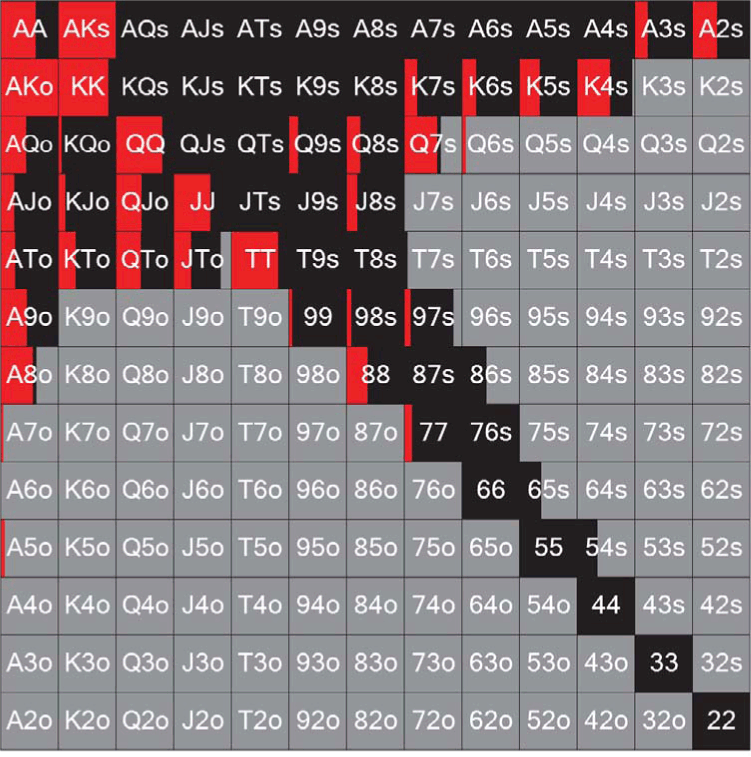 AA AKs AQs AJs ATs A9s A8s A7s A6s A5s A4s A3s A2s
AKo KK KQs KJs KTs K9s K8s K7s K6s K5s K4s K3s K2s
AQo KQo QQ QJs QTs Q9s Q8s Q7s Q6s Q5s Q4s Q3s Q2s
AJo KJo QJo JJ JTs J9s J8s J7s J6s J5s J4s J3s J2s
ATo KTo QTo JTo TT T9s T8s T7s T6s T5s T4s T3s T2s
A9o K9o Q9o J9o T9o 99 98s 97s 96s 95s 94s 93s 92s
A8o K8o Q8o J8o T8o 98o 88 87s 86s 85s 84s 83s 82s
A7o K7o Q7o J7o T7o 97o 87o 77 76s 75s 74s 73s 72s
A6o K6o Q6o J6o T6o 96o 86o 76o 66 65s 64s 63s 62s
A5o K5o Q5o J5o T5o 95o 85o 75o 65o 55 54s 53s 52s
A4o K4o Q4o J4o T4o 94o 84o 74o 64o 54o 44 43s 42s
A3o K3o Q3o J3o T3o 93o 83o 73o 63o 53o 43o 33 32s
A2o K2o Q2o J2o T2o 92o 82o 72o 62o 52o 42o 32o 22